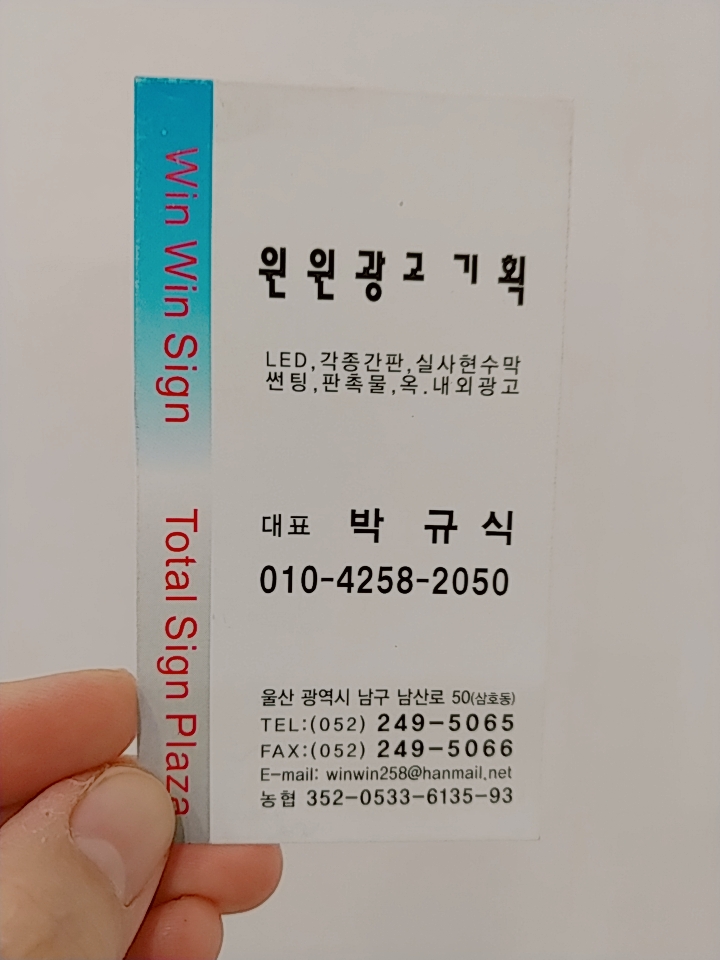 Win Win Sign Total Sign Plaza
윈윈광고기획
LED,각종간판,실사현수막
썬팅,판촉물,옥.내외광고
대표 박 규 식
010-4258-2050
울산 광역시 남구 남산로 50(삼호동)
TEL:(052) 249-5065
FAX:(052) 249-5066
E-mail: winwin258@hanmail.net
농협 352-0533-6135-93